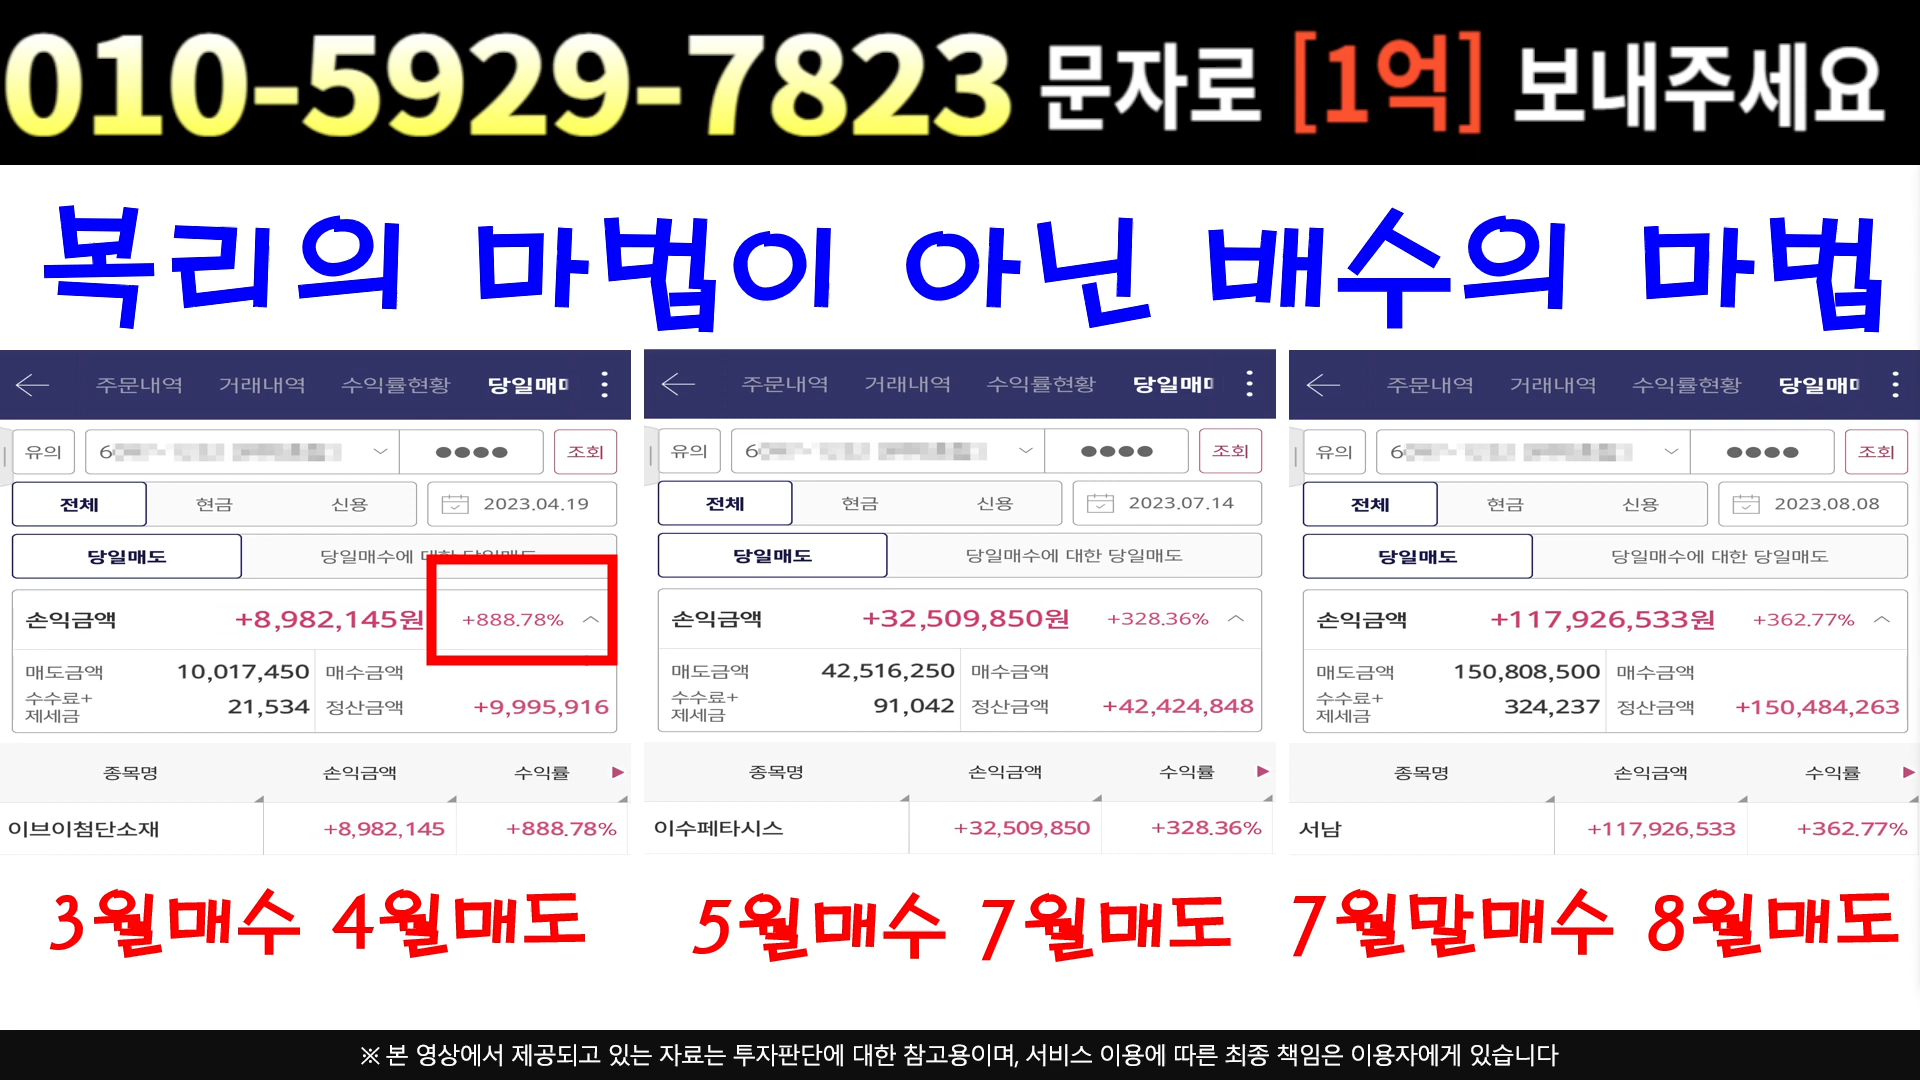 010-5929-7823 문자로 [1억] 보내주세요
복리의 마법이 아닌 배수의 마법
주문내역 거래내역 수익률현황 당일매
유의 6 ●●●● 조회
전체 현금 신용 2023.04.19
당일매도 당일매수에 대한 당일매도
손익금액 +8,982,145원 +888.78%
매도금액 10,017,450 매수금액
수수료+
제세금 21,534 정산금액 +9,995,916
종목명 손익금액 수익률
이브이첨단소재 +8,982,145 +888.78%
3월매수 4월매도
주문내역 거래내역 수익률현황 당일매
유의 6 ●●●● 조회
전체 현금 신용 2023.07.14
당일매도 당일매수에 대한 당일매도
손익금액 +32,509,850원 +328.36%
매도금액 42,516,250 매수금액
수수료+
제세금 91,042 정산금액 +42,424,848
종목명 손익금액 수익률
이수페타시스 +32,509,850 +328.36%
5월매수 7월매도
주문내역 거래내역 수익률현황 당일매
유의 6 ●●●● 조회
전체 현금 신용 2023.08.08
당일매도 당일매수에 대한 당일매도
손익금액 +117,926,533원 +362.77%
매도금액 150,808,500 매수금액
수수료+
제세금 324,237 정산금액 +150,484,263
종목명 손익금액 수익률
서남 +117,926,533 +362.77%
7월말매수 8월매도
※ 본 영상에서 제공되고 있는 자료는 투자판단에 대한 참고용이며, 서비스 이용에 따른 최종 책임은 이용자에게 있습니다